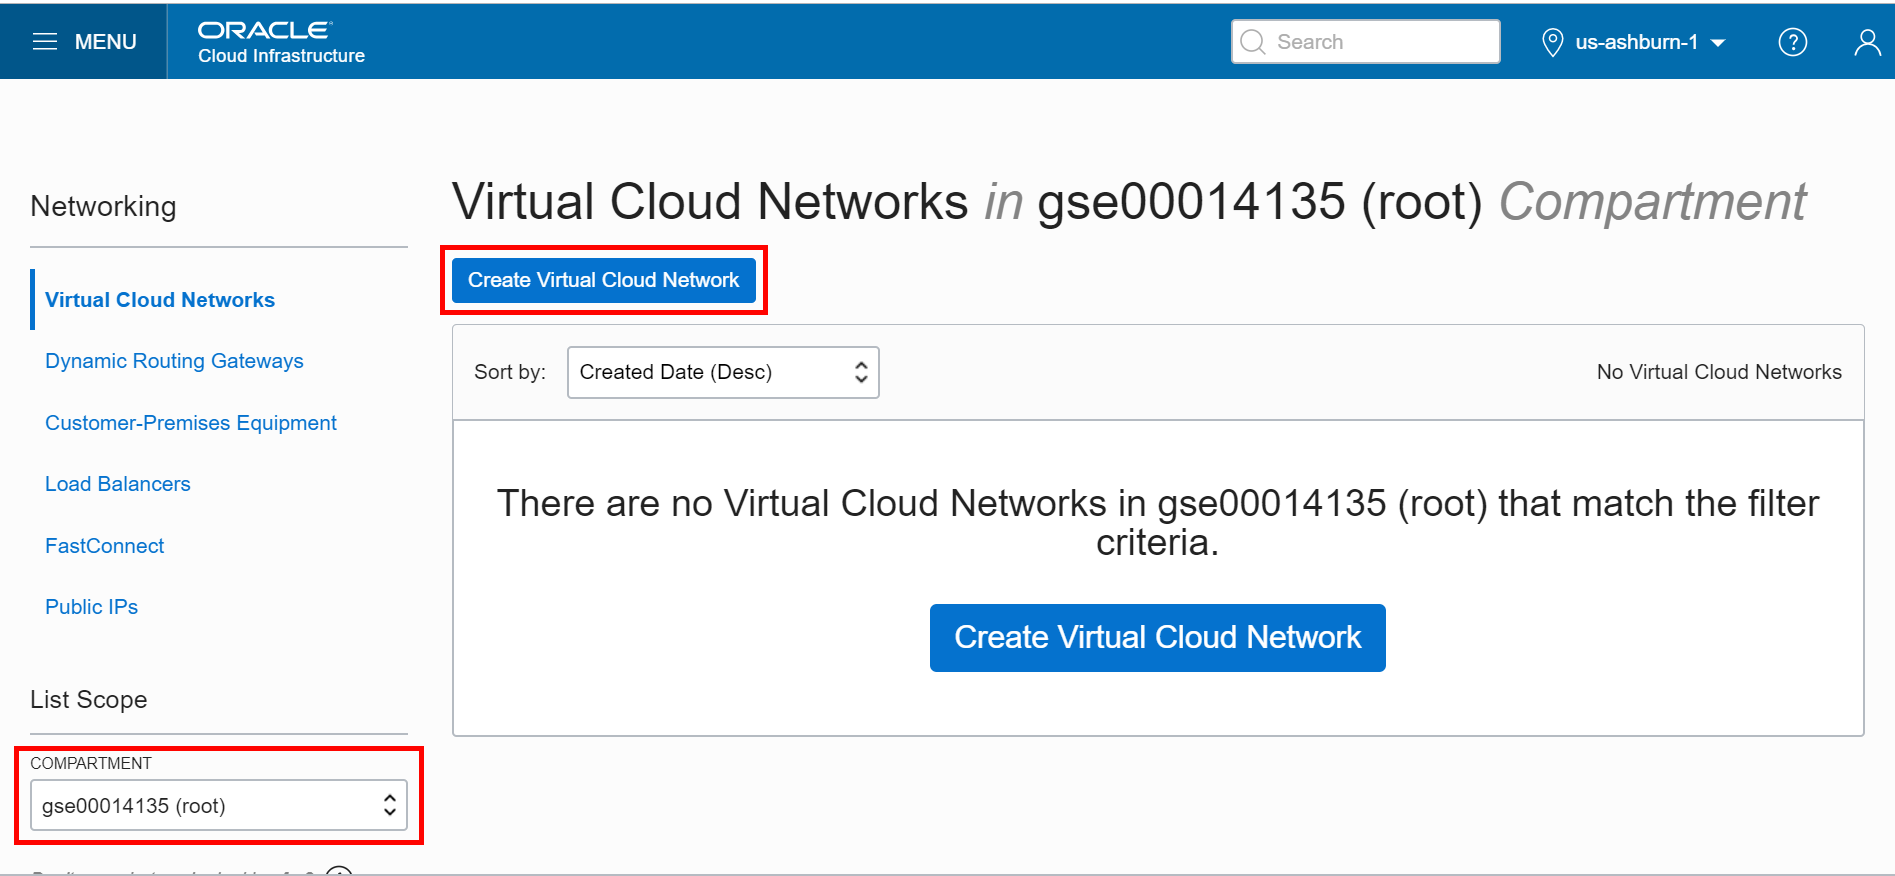 MENU
ORACLE
Cloud Infrastructure
Search
us-ashburn-1
?
Networking
Virtual Cloud Networks
Dynamic Routing Gateways
Customer-Premises Equipment
Load Balancers
FastConnect
Public IPs
List Scope
COMPARTMENT
gse00014135 (root)
Virtual Cloud Networks in gse00014135 (root) Compartment
Create Virtual Cloud Network
Sort by:
Created Date (Desc)
No Virtual Cloud Networks
There are no Virtual Cloud Networks in gse00014135 (root) that match the filter
criteria.
Create Virtual Cloud Network